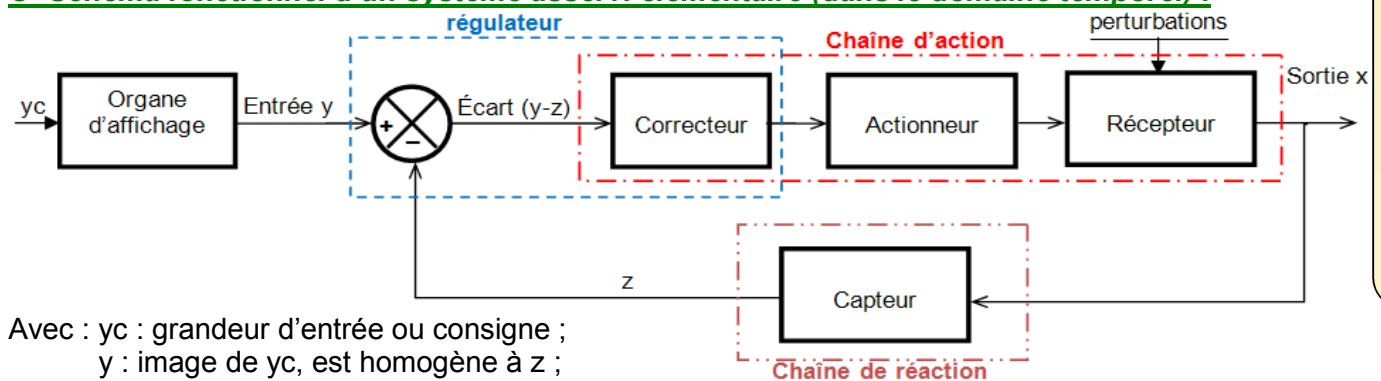 régulateur
Chaîne d'action
perturbations
Sortie x
yc
Organe
d'affichage
Entrée y
+
−
Écart (y-z)
Correcteur
Actionneur
Récepteur
z
Capteur
Chaîne de réaction
Avec : yc : grandeur d'entrée ou consigne ;
y : image de yc, est homogène à z ;